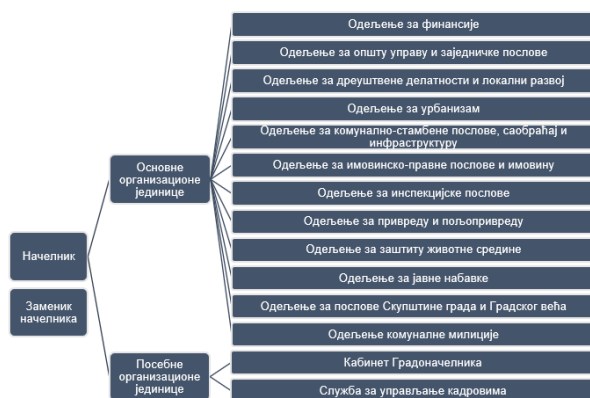 Начелник
Заменик
начелника
Основне
организационе
јединице
Одељење за финансије
Одељење за општу управу и заједничке послове
Одељење за дреуштвене делатности и локални развој
Одељење за урбанизам
Одељење за комунално-стамбене послове, саобраћај и
инфраструктуру
Одељење за имовинско-правне послове и имовину
Одељење за инспекцијске послове
Одељење за привреду и пољопривреду
Одељење за заштиту животне средине
Одељење за јавне набавке
Одељење за послове Скупштине града и Градског већа
Одељење комуналне милиције
Посебне
организационе
јединице
Кабинет Градоначелника
Служба за управљање кадровима